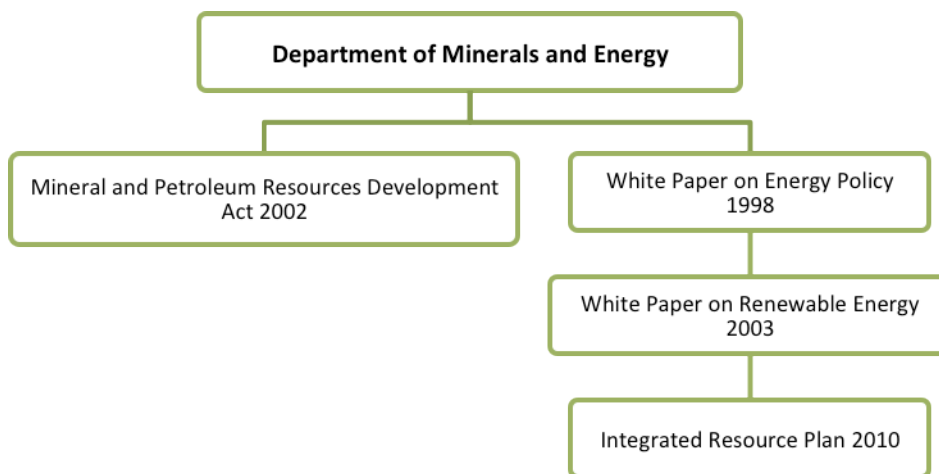 Department of Minerals and Energy
Mineral and Petroleum Resources Development
Act 2002
White Paper on Energy Policy
1998
White Paper on Renewable Energy
2003
Integrated Resource Plan 2010